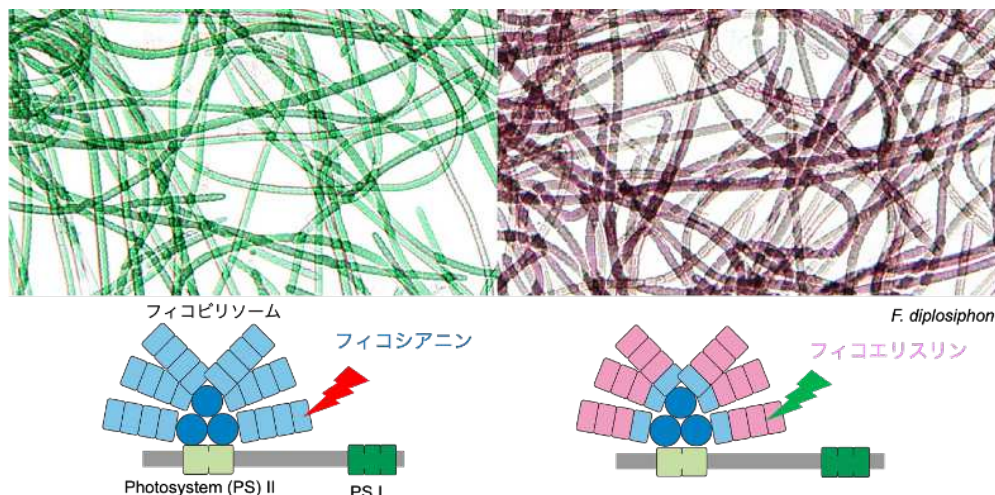 フィコビリソーム
フィコシアニン
Photosystem (PS) II
PS I
F. diplosiphon
フィコエリスリン